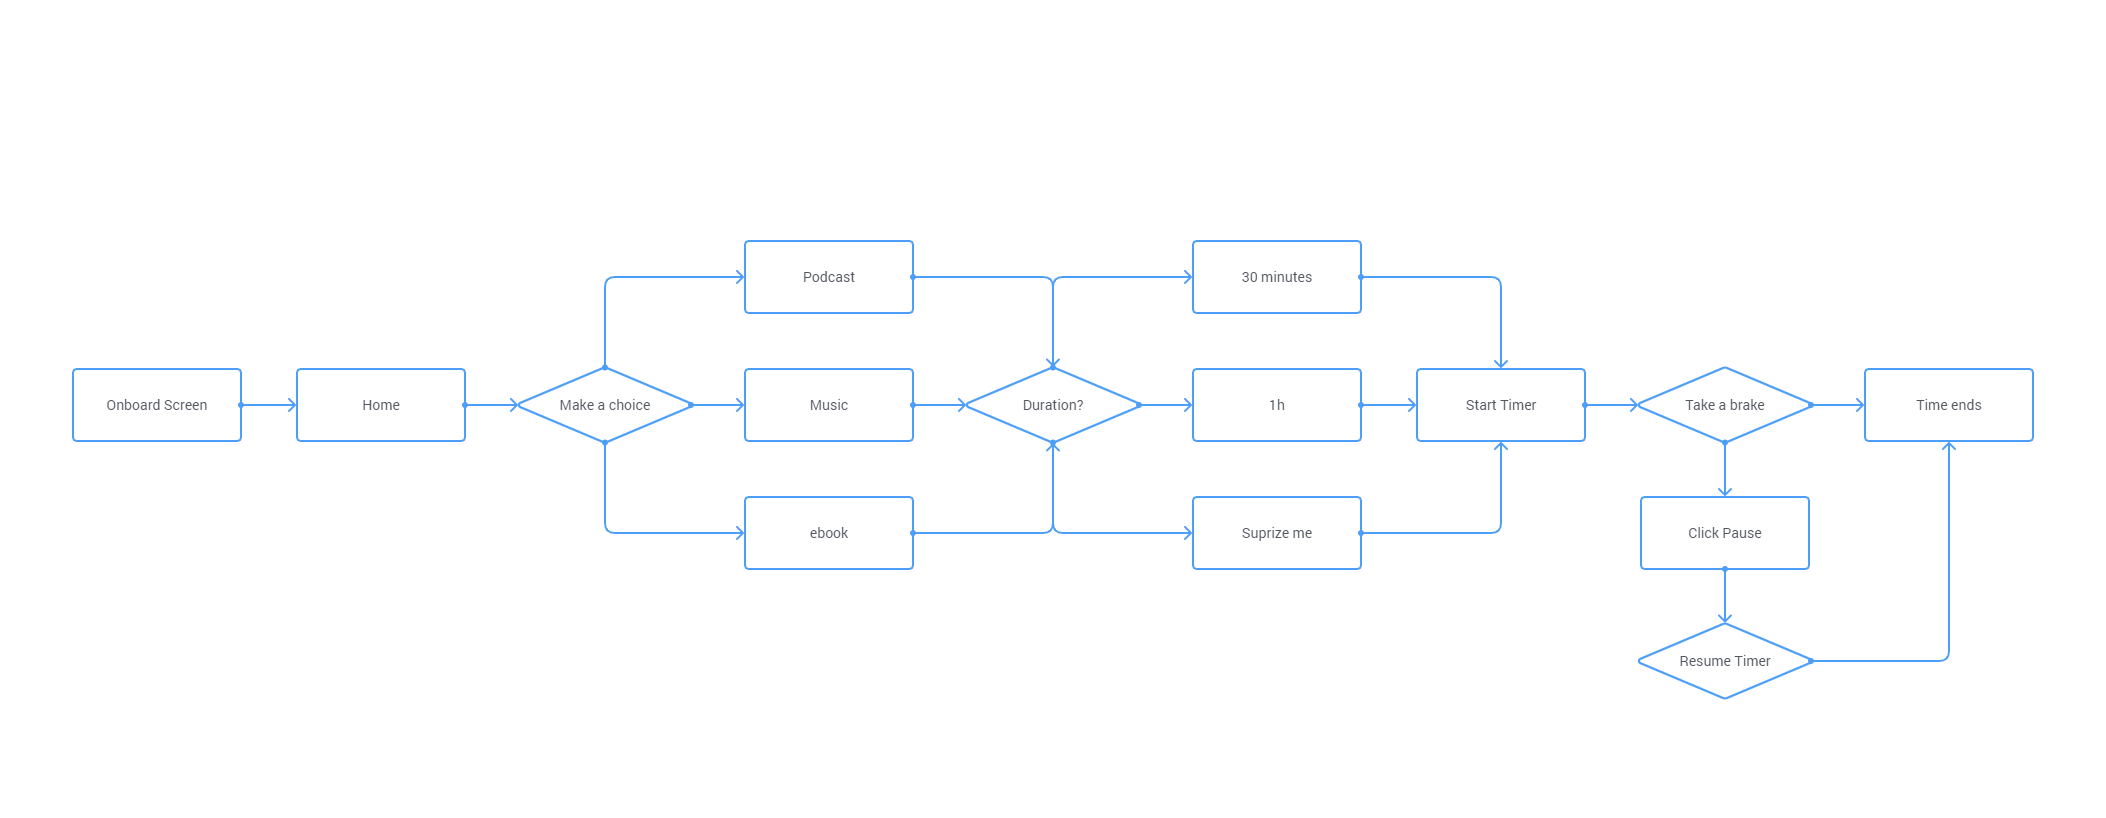 Onboard Screen
Home
Make a choice
Podcast
Music
ebook
Duration?
30 minutes
1h
Suprize me
Start Timer
Take a brake
Click Pause
Resume Timer
Time ends